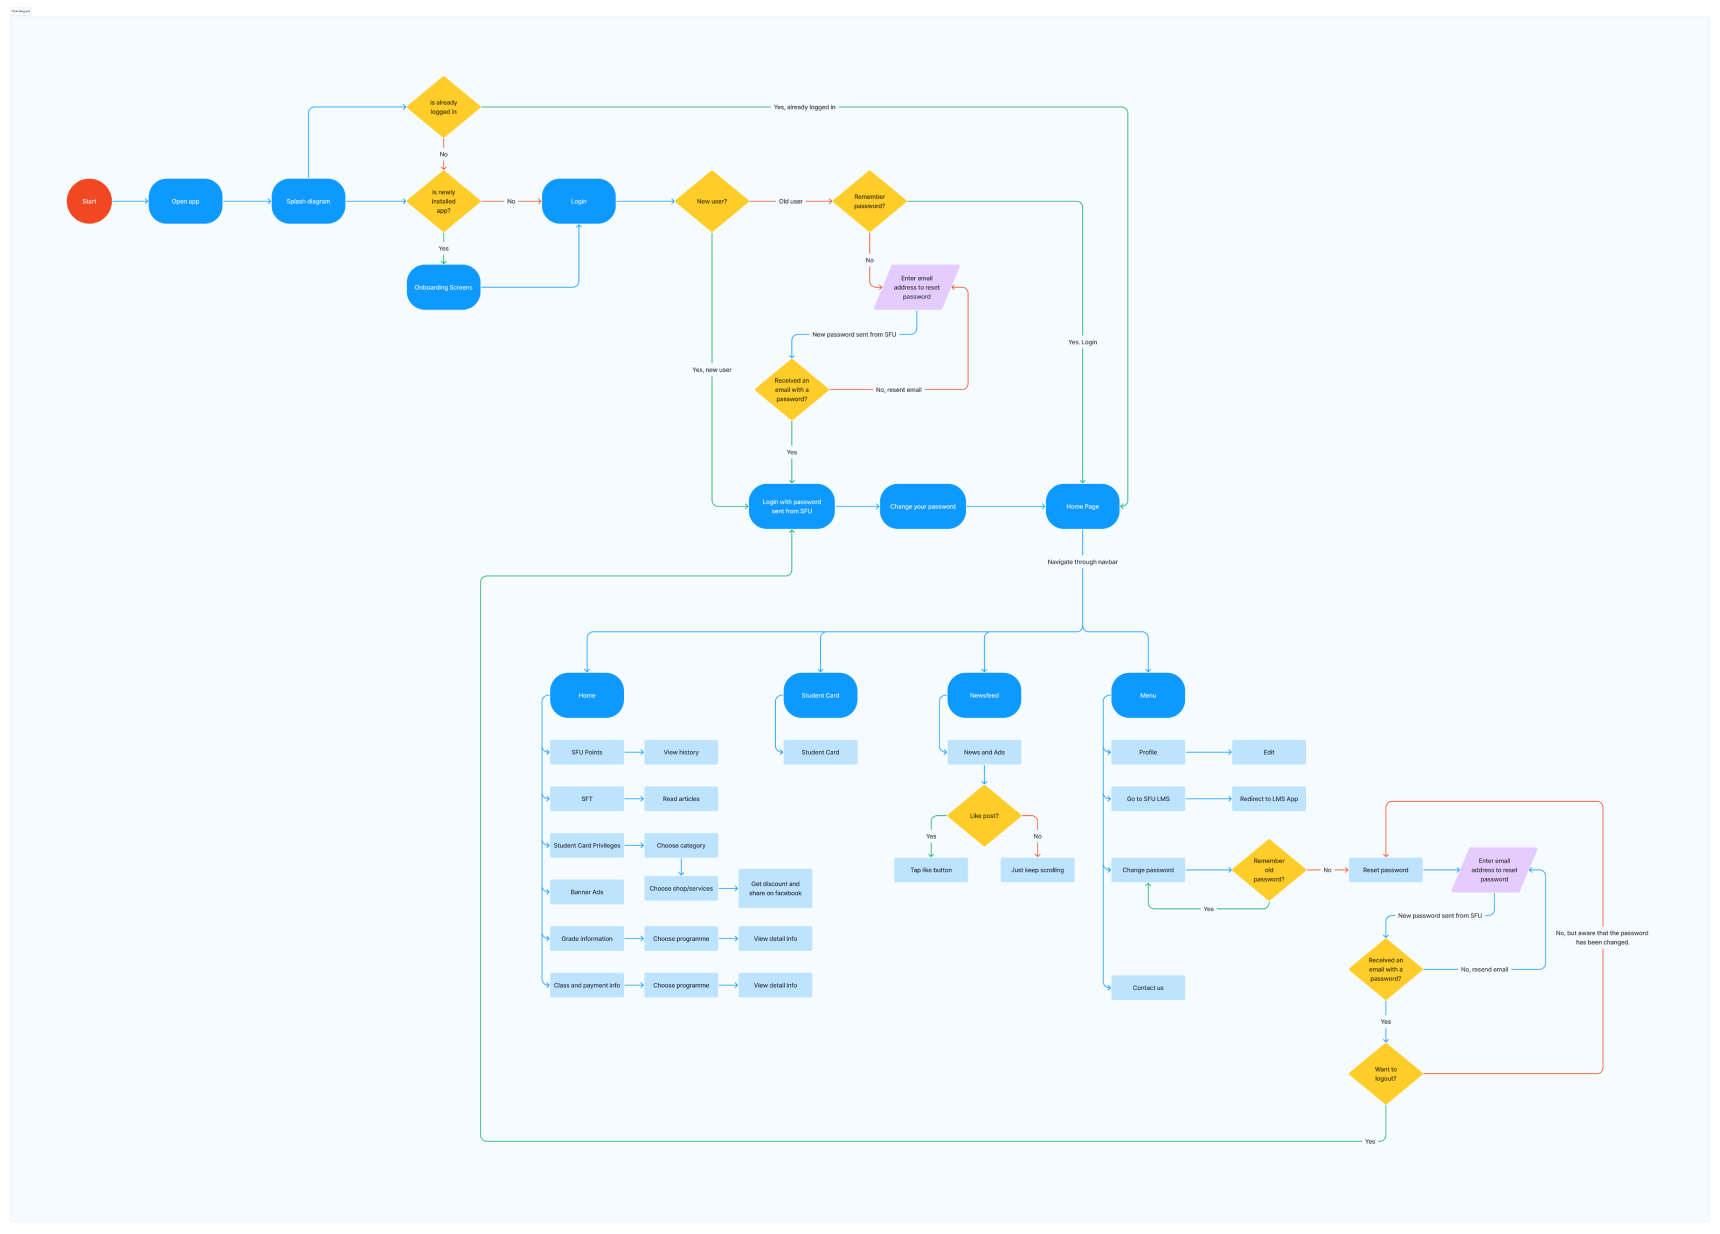 Flow Diagram
is already
logged in
Yes, already logged in
No
Start
Open app
Splash diagram
is newly
installed
app?
No
Login
New user?
Old user
Remember
password?
Yes
Onboarding Screens
No
Enter email
address to reset
password
New password sent from SFU
Yes. Login
Yes, new user
Received an
email with a
password?
No, resent email
Yes
Login with password
sent from SFU
Change your password
Home Page
Navigate through navbar
Home
Student Card
Newsfeed
Menu
SFU Points
View history
Student Card
News and Ads
Profile
Edit
SFT
Read articles
Go to SFU LMS
Redirect to LMS App
Like post?
Yes
No
Student Card Privileges
Choose category
Tap like button
Just keep scrolling
Change password
Remember
old
password?
No
Reset password
Enter email
address to reset
password
Banner Ads
Choose shop/services
Get discount and
share on facebook
Yes
New password sent from SFU
Grade information
Choose programme
View detail info
No, but aware that the password
has been changed.
Received an
email with a
password?
No, resend email
Class and payment info
Choose programme
View detail info
Contact us
Yes
Want to
logout?
Yes